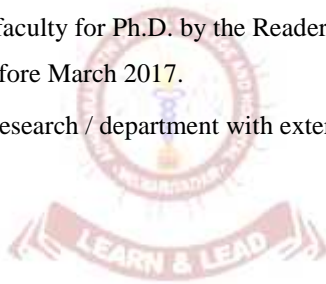 faculty for Ph.D. by the Reader
fore March 2017.
esearch / department with exter
LEARN & LEAD